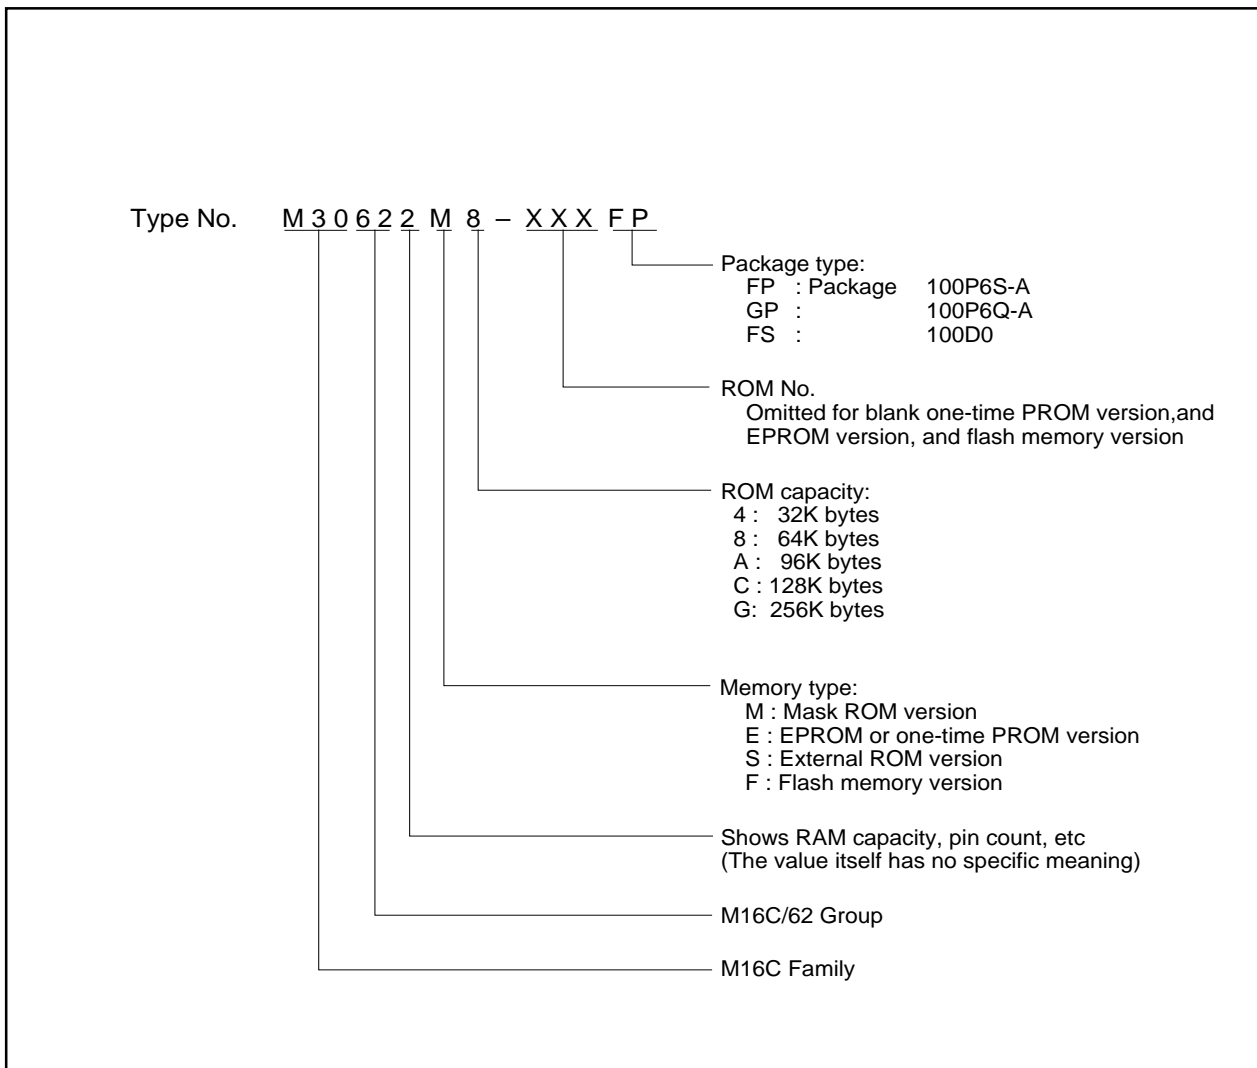 Type No. M 3 0 6 2 2 M 8 – X X X F P
Package type:
FP : Package 100P6S-A
GP : 100P6Q-A
FS : 100D0
ROM No.
Omitted for blank one-time PROM version,and
EPROM version, and flash memory version
ROM capacity:
4 : 32K bytes
8 : 64K bytes
A : 96K bytes
C : 128K bytes
G: 256K bytes
Memory type:
M : Mask ROM version
E : EPROM or one-time PROM version
S : External ROM version
F : Flash memory version
Shows RAM capacity, pin count, etc
(The value itself has no specific meaning)
M16C/62 Group
M16C Family